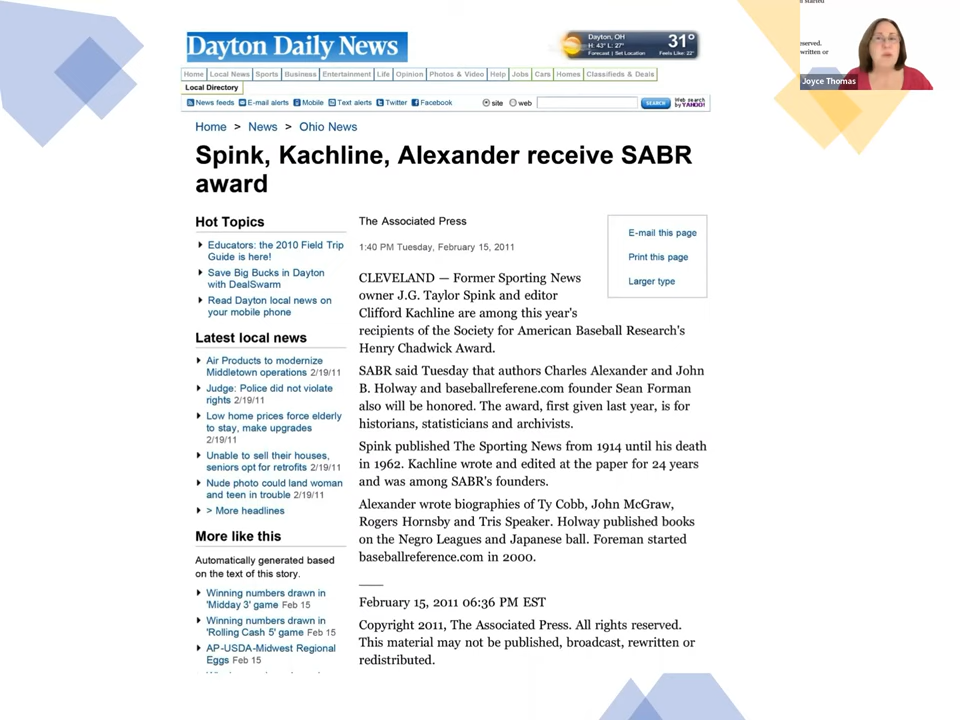 started
served.
written or
Joyce Thomas
Dayton Daily News
Dayton, OH
H: 43° L: 27°
Forecast | Set Location
31°
Feels Like: 22°
Home | Local News | Sports | Business | Entertainment | Life | Opinion | Photos & Video | Help | Jobs | Cars | Homes | Classifieds & Deals
Local Directory
News feeds E-mail alerts Mobile Text alerts Twitter Facebook
site web
SEARCH
Web search by YAHOO!
Home > News > Ohio News
Spink, Kachline, Alexander receive SABR
award
Hot Topics
Educators: the 2010 Field Trip
Guide is here!
Save Big Bucks in Dayton
with DealSwarm
Read Dayton local news on
your mobile phone
Latest local news
Air Products to modernize
Middletown operations 2/19/11
Judge: Police did not violate
rights 2/19/11
Low home prices force elderly
to stay, make upgrades
2/19/11
Unable to sell their houses,
seniors opt for retrofits 2/19/11
Nude photo could land woman
and teen in trouble 2/19/11
> More headlines
More like this
Automatically generated based
on the text of this story.
Winning numbers drawn in
'Midday 3' game Feb 15
Winning numbers drawn in
'Rolling Cash 5' game Feb 15
AP-USDA-Midwest Regional
Eggs Feb 15
The Associated Press
1:40 PM Tuesday, February 15, 2011
E-mail this page
Print this page
Larger type
CLEVELAND — Former Sporting News
owner J.G. Taylor Spink and editor
Clifford Kachline are among this year's
recipients of the Society for American Baseball Research's
Henry Chadwick Award.
SABR said Tuesday that authors Charles Alexander and John
B. Holway and baseballreferene.com founder Sean Forman
also will be honored. The award, first given last year, is for
historians, statisticians and archivists.
Spink published The Sporting News from 1914 until his death
in 1962. Kachline wrote and edited at the paper for 24 years
and was among SABR's founders.
Alexander wrote biographies of Ty Cobb, John McGraw,
Rogers Hornsby and Tris Speaker. Holway published books
on the Negro Leagues and Japanese ball. Foreman started
baseballreference.com in 2000.
February 15, 2011 06:36 PM EST
Copyright 2011, The Associated Press. All rights reserved.
This material may not be published, broadcast, rewritten or
redistributed.